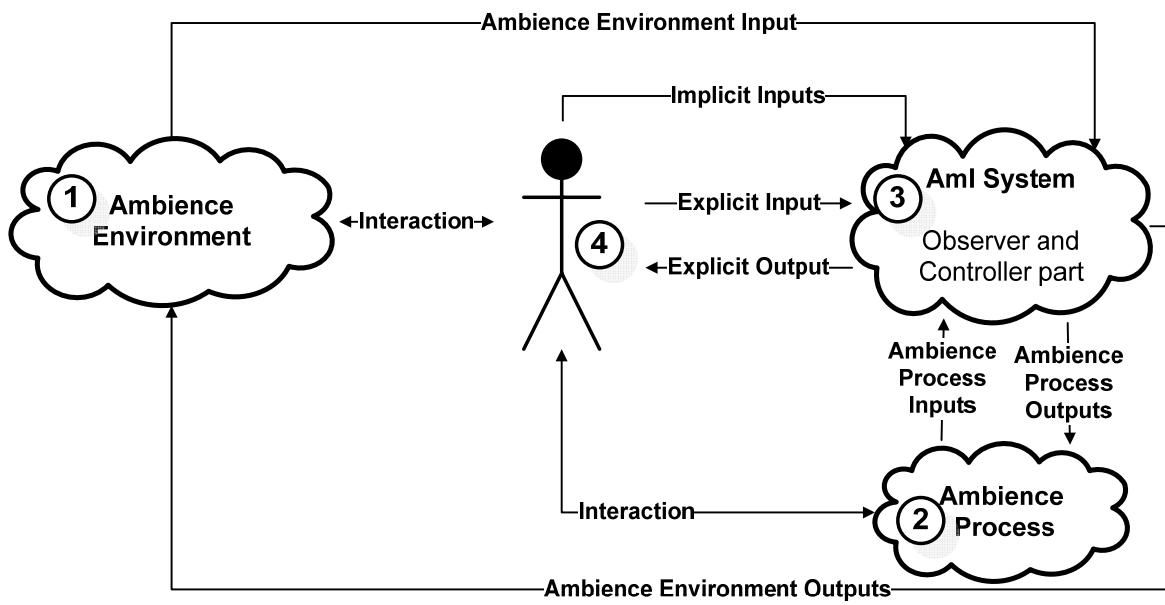 Ambience Environment Input
Implicit Inputs
1
Ambience
Environment
Interaction
4
Explicit Input
Explicit Output
3
AmI System
Observer and
Controller part
Ambience
Process
Inputs
Ambience
Process
Outputs
Interaction
2
Ambience
Process
Ambience Environment Outputs